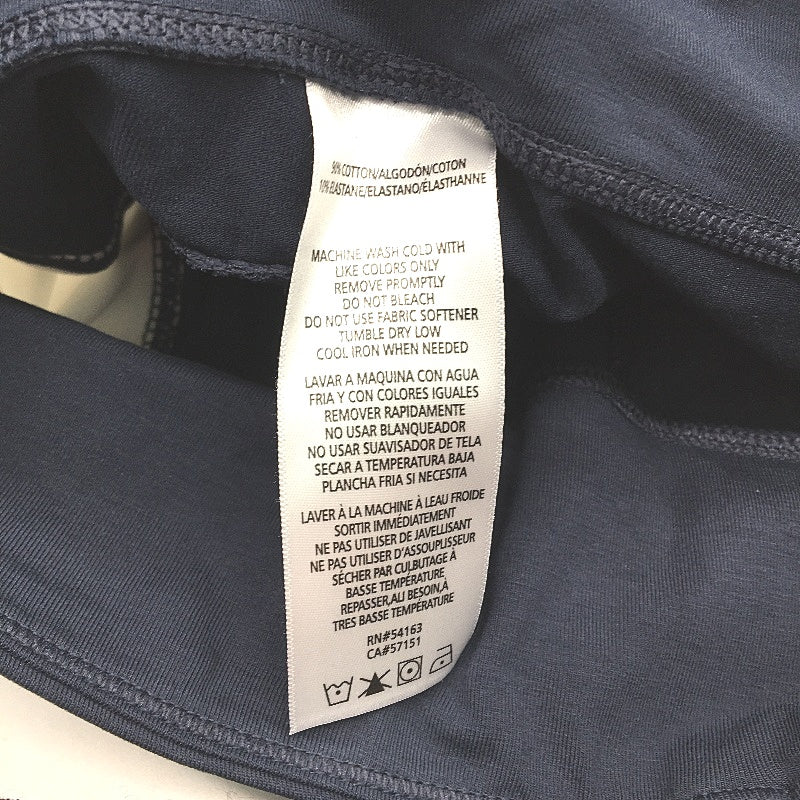 90% COTTON/ALGODÓN/COTON
10% ELASTANE/ELASTANO/ÉLASTHANNE
MACHINE WASH COLD WITH
LIKE COLORS ONLY
REMOVE PROMPTLY
DO NOT BLEACH
DO NOT USE FABRIC SOFTENER
TUMBLE DRY LOW
COOL IRON WHEN NEEDED
LAVAR A MAQUINA CON AGUA
FRIA Y CON COLORES IGUALES
REMOVER RAPIDAMENTE
NO USAR BLANQUEADOR
NO USAR SUAVISADOR DE TELA
SECAR A TEMPERATURA BAJA
PLANCHA FRIA SI NECESITA
LAVER À LA MACHINE À LEAU FROIDE
SORTIR IMMÉDIATEMENT
NE PAS UTILISER DE JAVELLISANT
NE PAS UTILISER D'ASSOUPLISSEUR
SÉCHER PAR CULBUTAGE À
BASSE TEMPÉRATURE
REPASSER,AU BESOIN,À
TRES BASSE TEMPÉRATURE
RN#54163
CA#57151